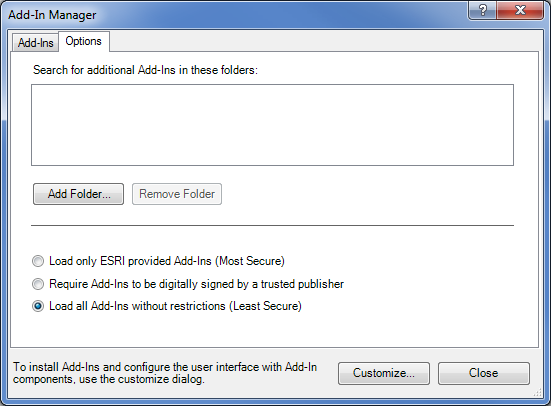 Add-In Manager
Add-Ins
Options
Search for additional Add-Ins in these folders:
Add Folder...
Remove Folder
Load only ESRI provided Add-Ins (Most Secure)
Require Add-Ins to be digitally signed by a trusted publisher
Load all Add-Ins without restrictions (Least Secure)
To install Add-Ins and configure the user interface with Add-In
components, use the customize dialog.
Customize...
Close